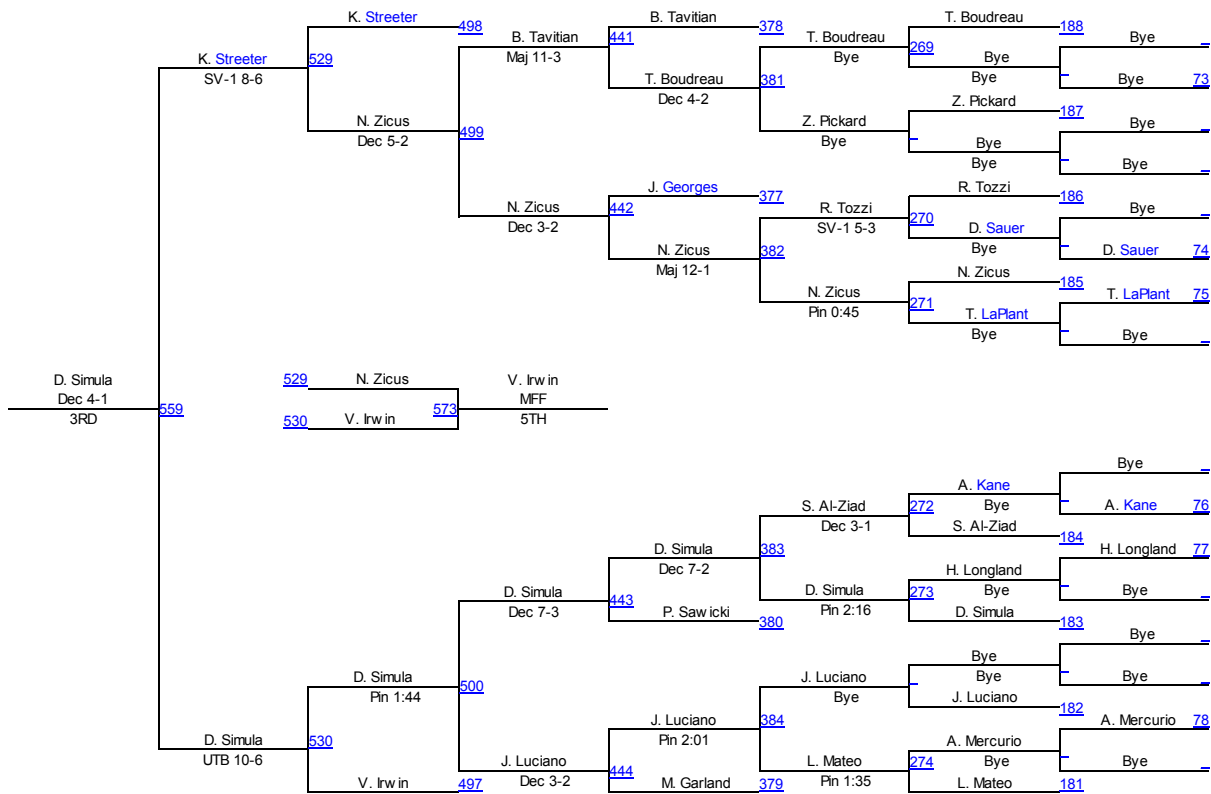 K. Streeter 498 B. Tavitian 378 T. Boudreau 188
B. Tavitian 441 T. Boudreau Bye
K. Streeter 529 Maj 11-3 Bye 269 Bye
SV-1 8-6 T. Boudreau 381 Bye Bye 73
Dec 4-2 Z. Pickard 187
N. Zicus Z. Pickard Bye
Dec 5-2 499 Bye Bye
Bye Bye
J. Georges 377 R. Tozzi 186
N. Zicus 442 R. Tozzi Bye
Dec 3-2 SV-1 5-3 270 D. Sauer
N. Zicus 382 Bye D. Sauer 74
Maj 12-1 N. Zicus 185
N. Zicus 271 T. LaPlant 75
Pin 0:45 T. LaPlant
Bye Bye
D. Simula 529 N. Zicus V. Irwin
Dec 4-1 MFF
559 573
3RD 530 V. Irwin 5TH
Bye
A. Kane
S. Al-Ziad 272 Bye A. Kane 76
Dec 3-1 S. Al-Ziad 184
D. Simula 383 H. Longland 77
Dec 7-2 H. Longland
D. Simula 443 D. Simula 273 Bye Bye
Dec 7-3 P. Sawicki 380 Pin 2:16 D. Simula 183
Bye
Bye
D. Simula 500 J. Luciano Bye Bye
Pin 1:44 Bye J. Luciano 182
J. Luciano 384 A. Mercurio 78
D. Simula 530 Pin 2:01 A. Mercurio
UTB 10-6 J. Luciano 444 L. Mateo 274 Bye Bye
V. Irwin 497 Dec 3-2 M. Garland 379 Pin 1:35 L. Mateo 181